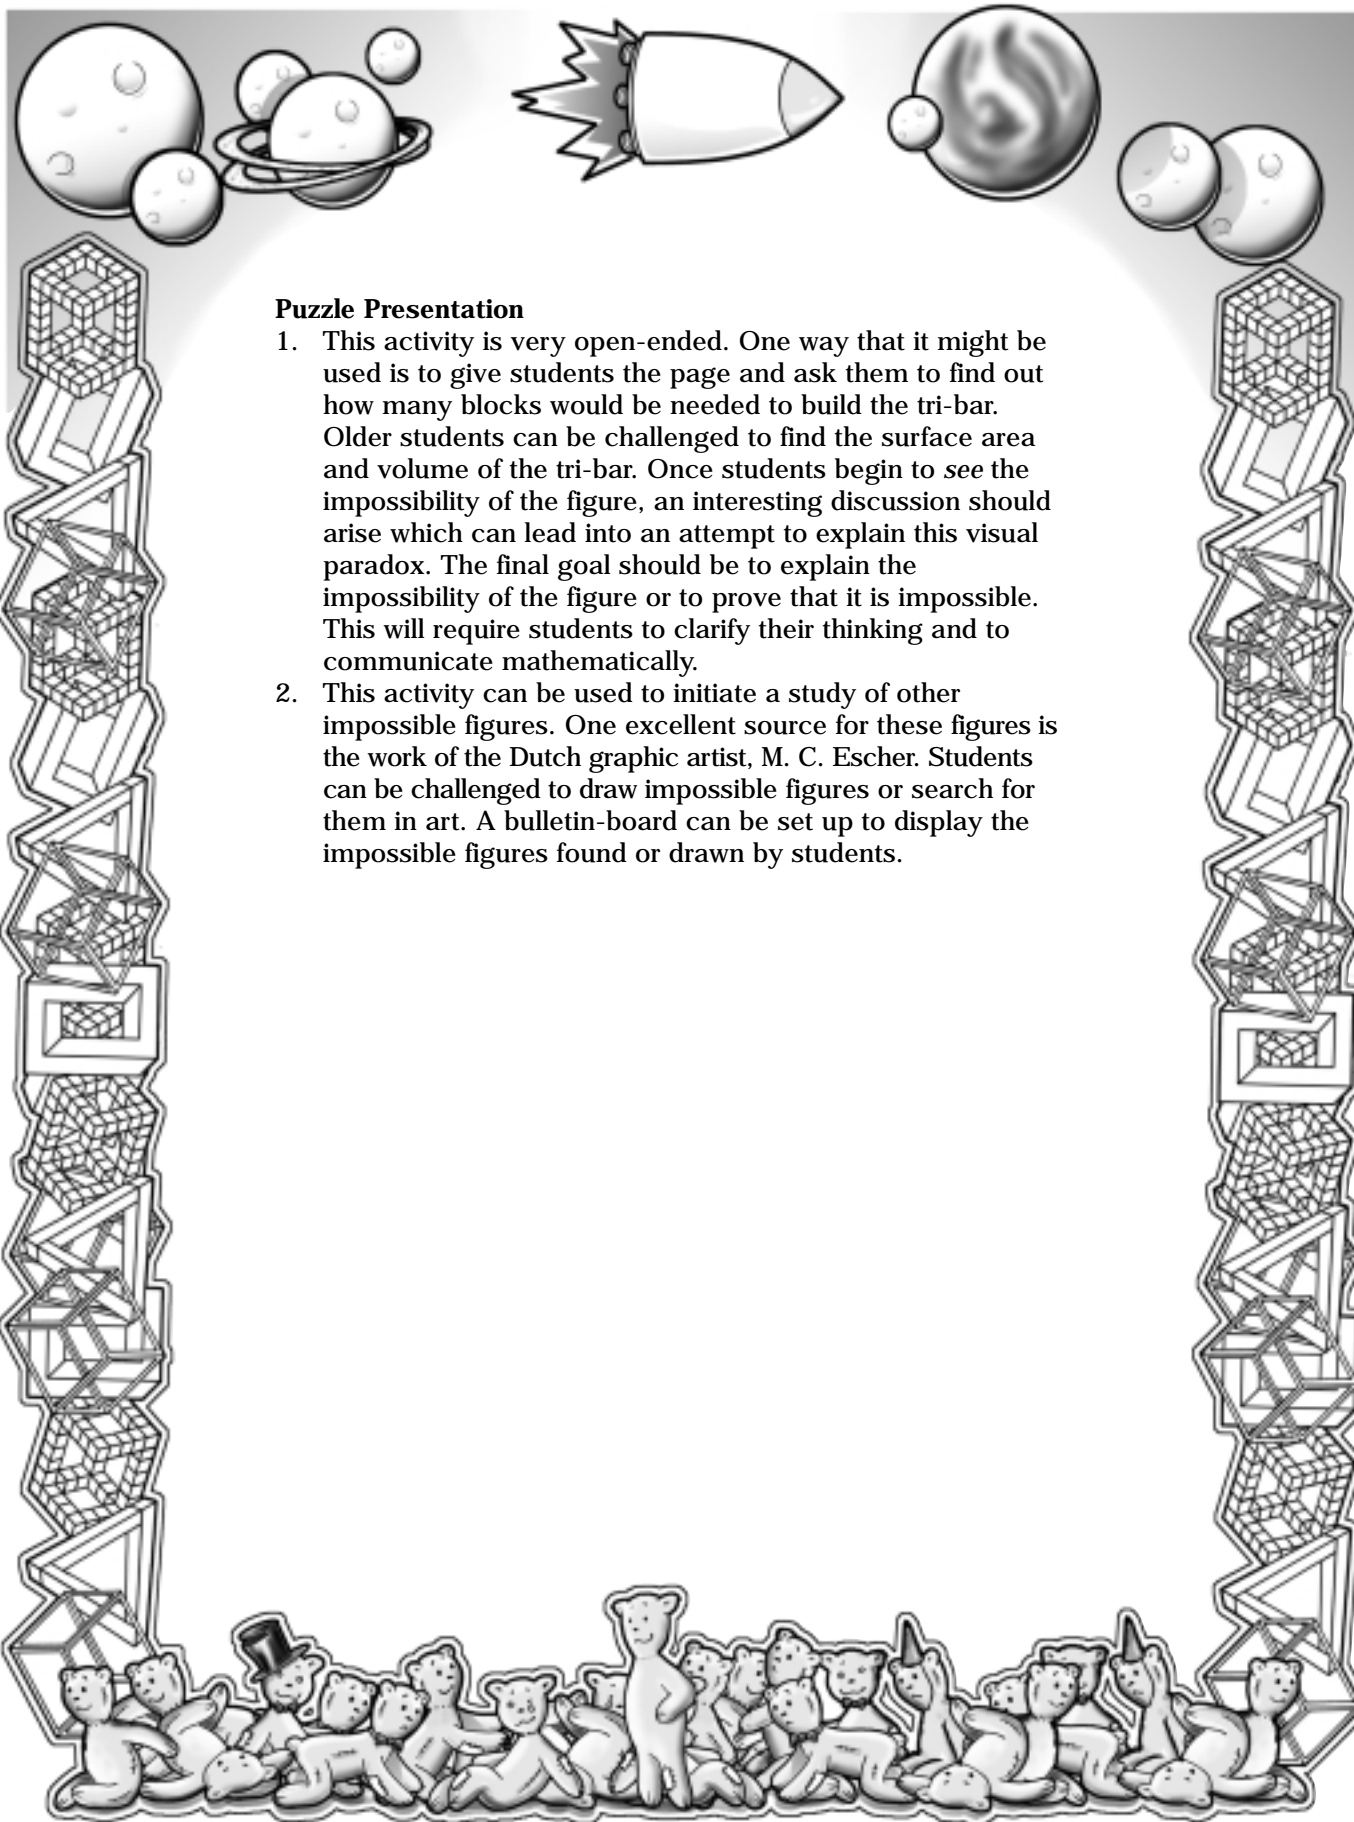 Puzzle Presentation
1. This activity is very open-ended. One way that it might be
used is to give students the page and ask them to find out
how many blocks would be needed to build the tri-bar.
Older students can be challenged to find the surface area
and volume of the tri-bar. Once students begin to see the
impossibility of the figure, an interesting discussion should
arise which can lead into an attempt to explain this visual
paradox. The final goal should be to explain the
impossibility of the figure or to prove that it is impossible.
This will require students to clarify their thinking and to
communicate mathematically.
2. This activity can be used to initiate a study of other
impossible figures. One excellent source for these figures is
the work of the Dutch graphic artist, M. C. Escher. Students
can be challenged to draw impossible figures or search for
them in art. A bulletin-board can be set up to display the
impossible figures found or drawn by students.